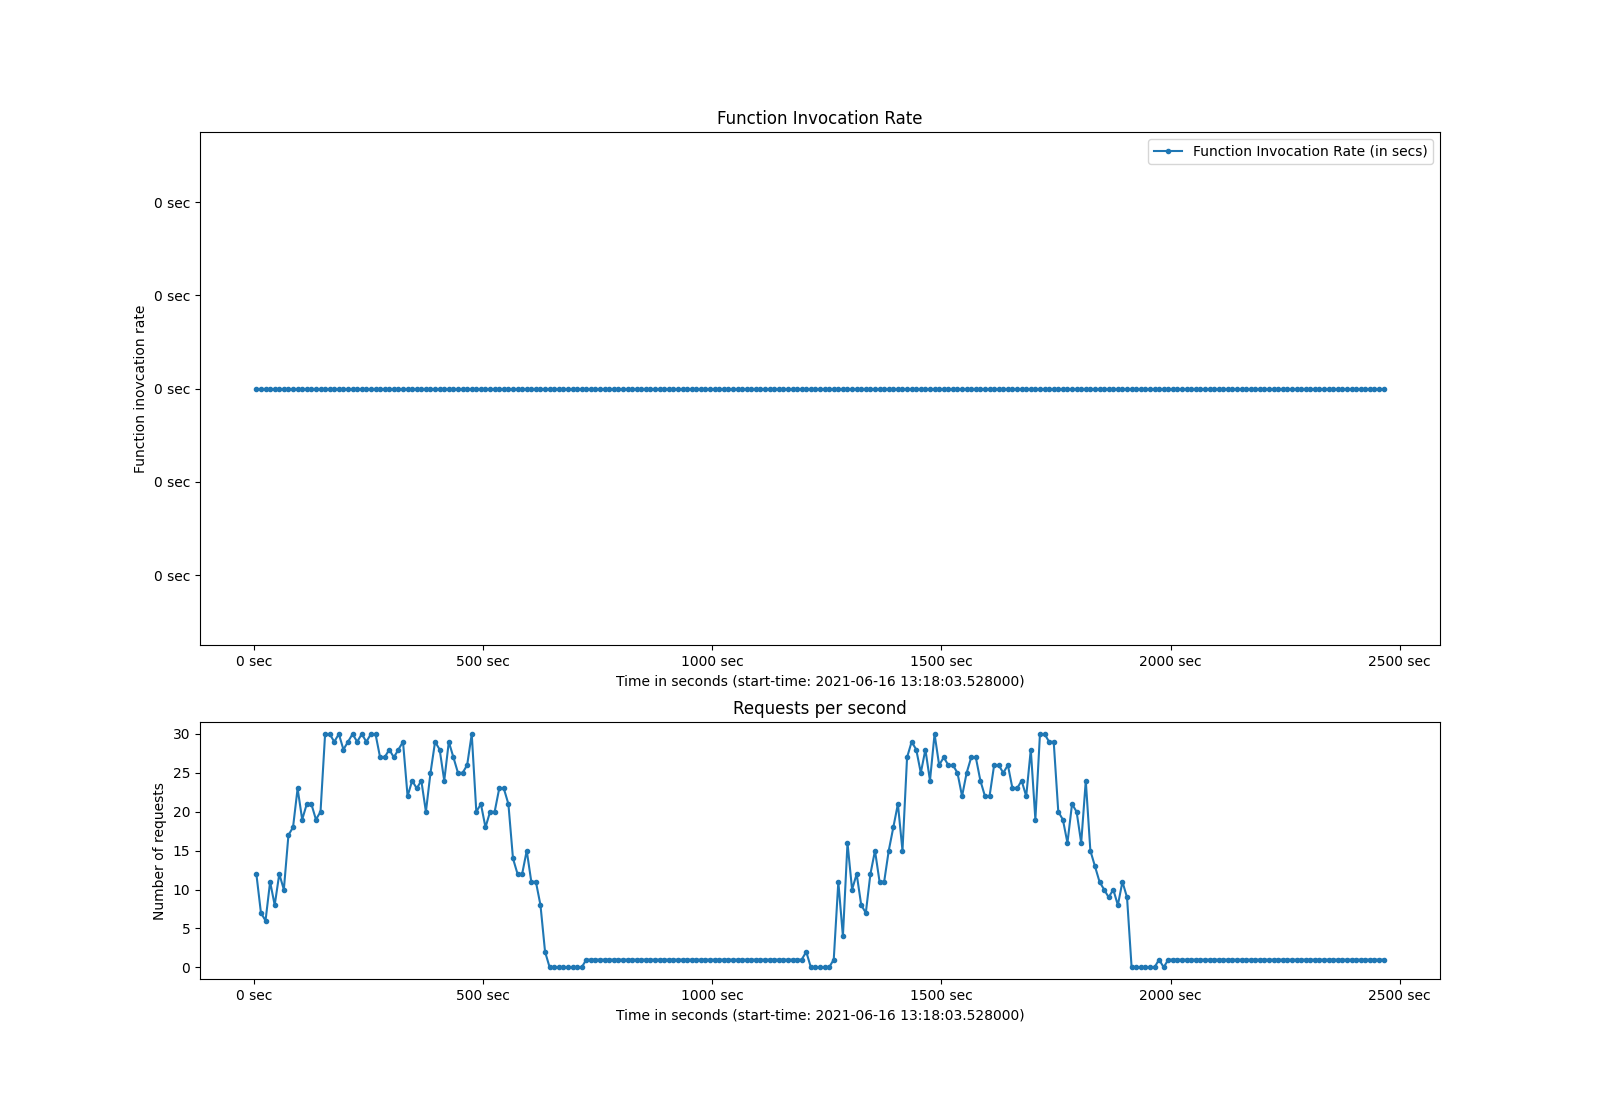 Function Invocation Rate
Function Invocation Rate (in secs)
0 sec
0 sec
0 sec
0 sec
0 sec
Function inovcation rate
0 sec 500 sec 1000 sec 1500 sec 2000 sec 2500 sec
Time in seconds (start-time: 2021-06-16 13:18:03.528000)
Requests per second
30
25
20
15
10
5
0
Number of requests
0 sec 500 sec 1000 sec 1500 sec 2000 sec 2500 sec
Time in seconds (start-time: 2021-06-16 13:18:03.528000)